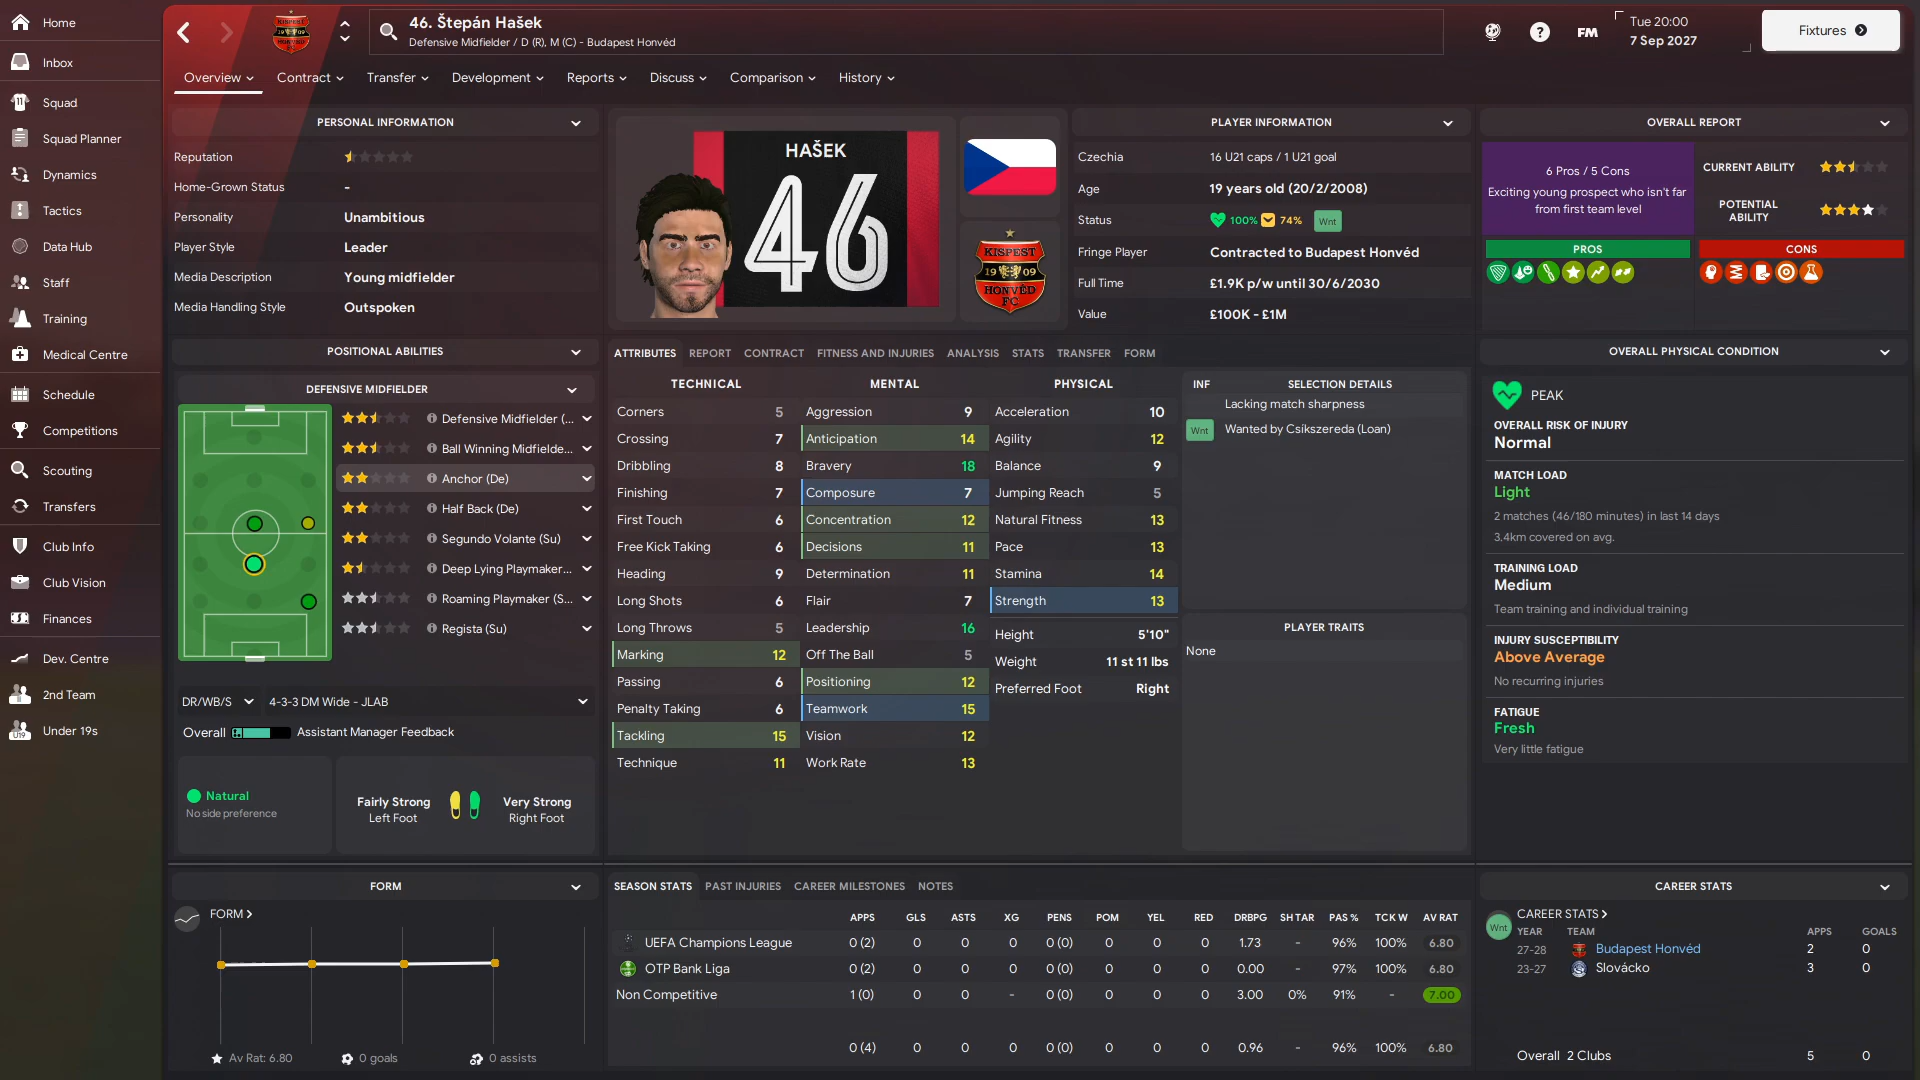 Home
Inbox
Squad
Squad Planner
Dynamics
Tactics
Data Hub
Staff
Training
Medical Centre
Schedule
Competitions
Scouting
Transfers
Club Info
Club Vision
Finances
Dev. Centre
2nd Team
Under 19s
46. Štepán Hašek
Defensive Midfielder / D (R), M (C) - Budapest Honvéd
FM
Tue 20:00
7 Sep 2027
Fixtures
Overview
Contract
Transfer
Development
Reports
Discuss
Comparison
History
PERSONAL INFORMATION
Reputation
Home-Grown Status -
Personality Unambitious
Player Style Leader
Media Description Young midfielder
Media Handling Style Outspoken
HAŠEK
46
KISPEST
1909
HONVÉD
FC
PLAYER INFORMATION
Czechia 16 U21 caps / 1 U21 goal
Age 19 years old (20/2/2008)
Status 100% 74% Wnt
Fringe Player Contracted to Budapest Honvéd
Full Time £1.9K p/w until 30/6/2030
Value £100K - £1M
OVERALL REPORT
6 Pros / 5 Cons
Exciting young prospect who isn't far
from first team level
CURRENT ABILITY
POTENTIAL
ABILITY
PROS
CONS
POSITIONAL ABILITIES
DEFENSIVE MIDFIELDER
Defensive Midfielder (...
Ball Winning Midfielde...
Anchor (De)
Half Back (De)
Segundo Volante (Su)
Deep Lying Playmaker...
Roaming Playmaker (S...
Regista (Su)
DR/WB/S 4-3-3 DM Wide - JLAB
Overall Assistant Manager Feedback
Natural
No side preference
Fairly Strong
Left Foot
Very Strong
Right Foot
ATTRIBUTES REPORT CONTRACT FITNESS AND INJURIES ANALYSIS STATS TRANSFER FORM
TECHNICAL
Corners 5
Crossing 7
Dribbling 8
Finishing 7
First Touch 6
Free Kick Taking 6
Heading 9
Long Shots 6
Long Throws 5
Marking 12
Passing 6
Penalty Taking 6
Tackling 15
Technique 11
MENTAL
Aggression 9
Anticipation 14
Bravery 18
Composure 7
Concentration 12
Decisions 11
Determination 11
Flair 7
Leadership 16
Off The Ball 5
Positioning 12
Teamwork 15
Vision 12
Work Rate 13
PHYSICAL
Acceleration 10
Agility 12
Balance 9
Jumping Reach 5
Natural Fitness 13
Pace 13
Stamina 14
Strength 13
Height 5'10"
Weight 11 st 11 lbs
Preferred Foot Right
INF SELECTION DETAILS
Lacking match sharpness
Wnt Wanted by Csíkszereda (Loan)
PLAYER TRAITS
None
OVERALL PHYSICAL CONDITION
PEAK
OVERALL RISK OF INJURY
Normal
MATCH LOAD
Light
2 matches (46/180 minutes) in last 14 days
3.4km covered on avg.
TRAINING LOAD
Medium
Team training and individual training
INJURY SUSCEPTIBILITY
Above Average
No recurring injuries
FATIGUE
Fresh
Very little fatigue
FORM
FORM
Av Rat: 6.80 0 goals 0 assists
SEASON STATS PAST INJURIES CAREER MILESTONES NOTES
APPS GLS ASTS XG PENS POM YEL RED DRBPG SH TAR PAS % TCK W AV RAT
UEFA Champions League 0 (2) 0 0 0 0 (0) 0 0 0 1.73 - 96% 100% 6.80
OTP Bank Liga 0 (2) 0 0 0 0 (0) 0 0 0 0.00 - 97% 100% 6.80
Non Competitive 1 (0) 0 0 - 0 (0) 0 0 0 3.00 0% 91% - 7.00
0 (4) 0 0 0 0 (0) 0 0 0 0.96 - 96% 100% 6.80
CAREER STATS
Wnt
CAREER STATS
YEAR TEAM APPS GOALS
27-28 Budapest Honvéd 2 0
23-27 Slovácko 3 0
Overall 2 Clubs 5 0